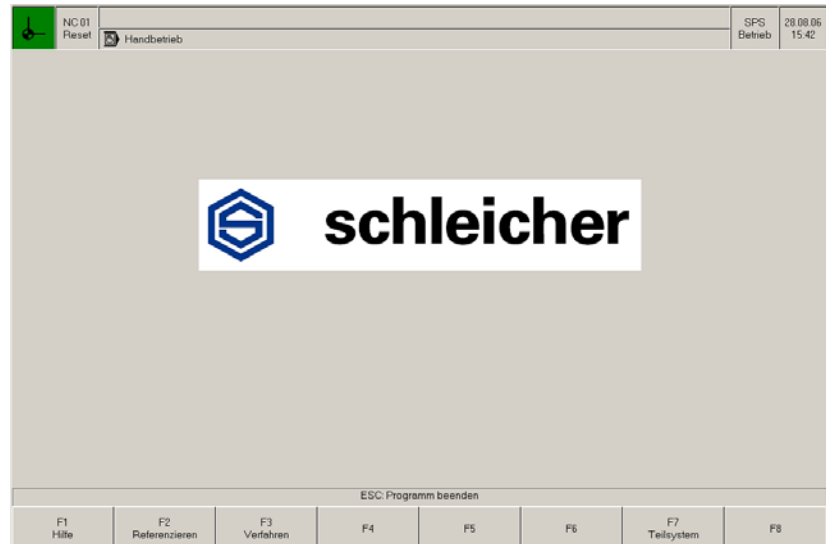 NC 01
Reset
Handbetrieb
SPS
Betrieb
28.08.06
15:42
schleicher
ESC: Programm beenden
F1
Hilfe
F2
Referenzieren
F3
Verfahren
F4
F5
F6
F7
Teilsystem
F8